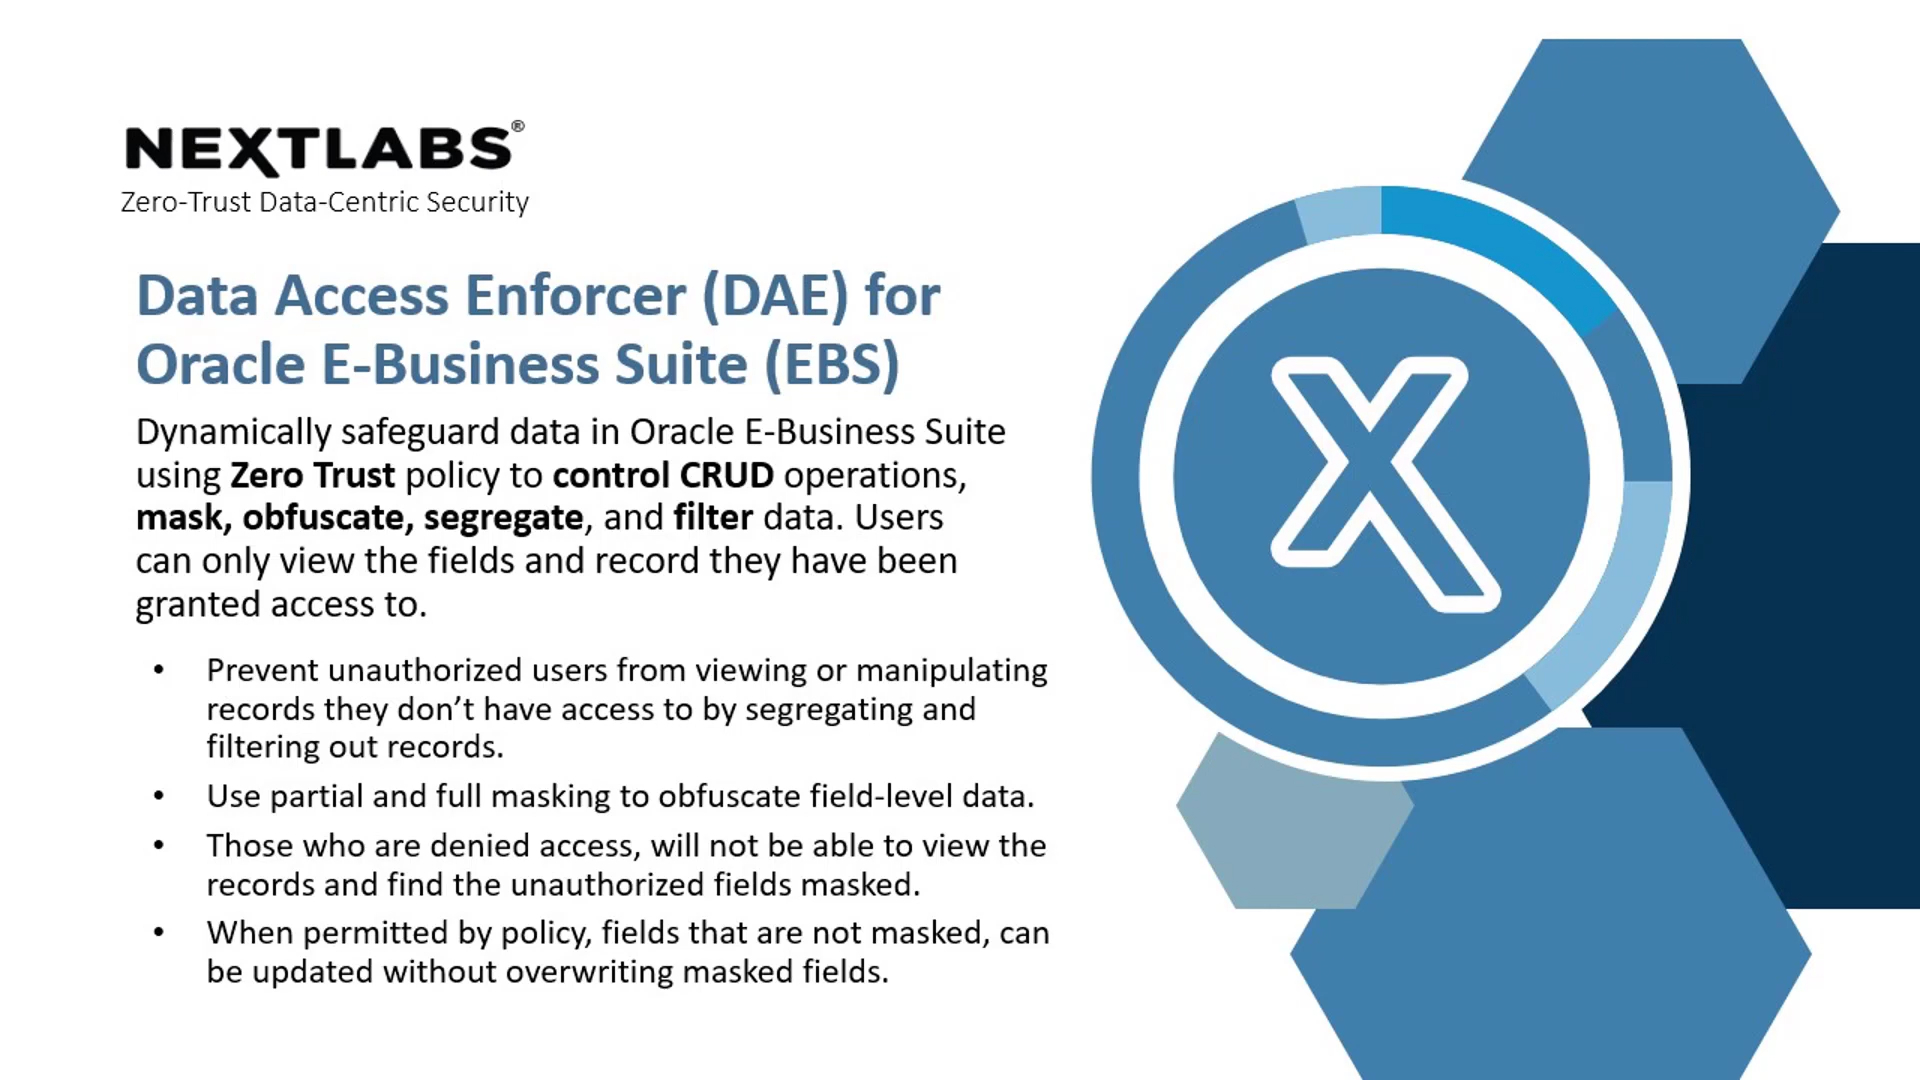 NEXTLABS®
Zero-Trust Data-Centric Security
Data Access Enforcer (DAE) for
Oracle E-Business Suite (EBS)
Dynamically safeguard data in Oracle E-Business Suite
using Zero Trust policy to control CRUD operations,
mask, obfuscate, segregate, and filter data. Users
can only view the fields and record they have been
granted access to.
• Prevent unauthorized users from viewing or manipulating
records they don’t have access to by segregating and
filtering out records.
• Use partial and full masking to obfuscate field-level data.
• Those who are denied access, will not be able to view the
records and find the unauthorized fields masked.
• When permitted by policy, fields that are not masked, can
be updated without overwriting masked fields.
X